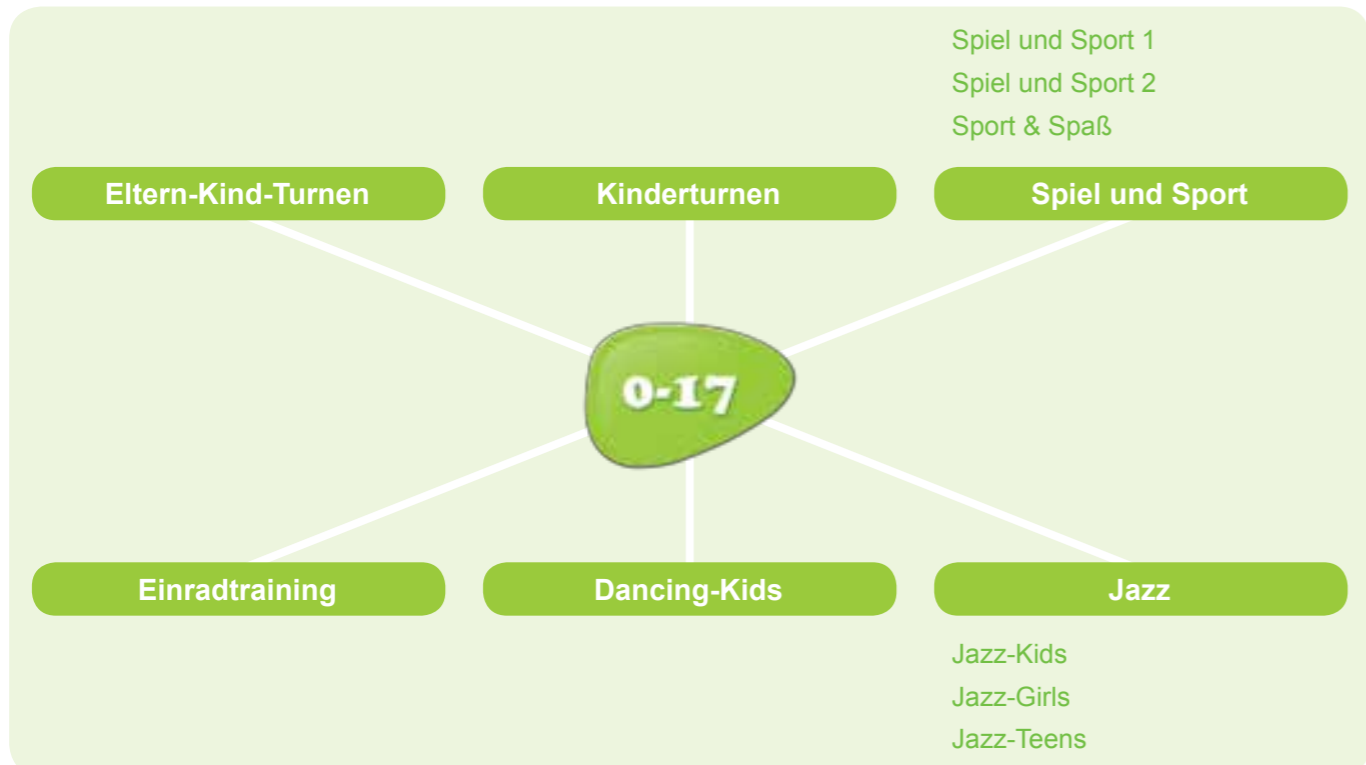 Spiel und Sport 1
Spiel und Sport 2
Sport & Spaß
Eltern-Kind-Turnen
Kinderturnen
Spiel und Sport
0-17
Einradtraining
Dancing-Kids
Jazz
Jazz-Kids
Jazz-Girls
Jazz-Teens